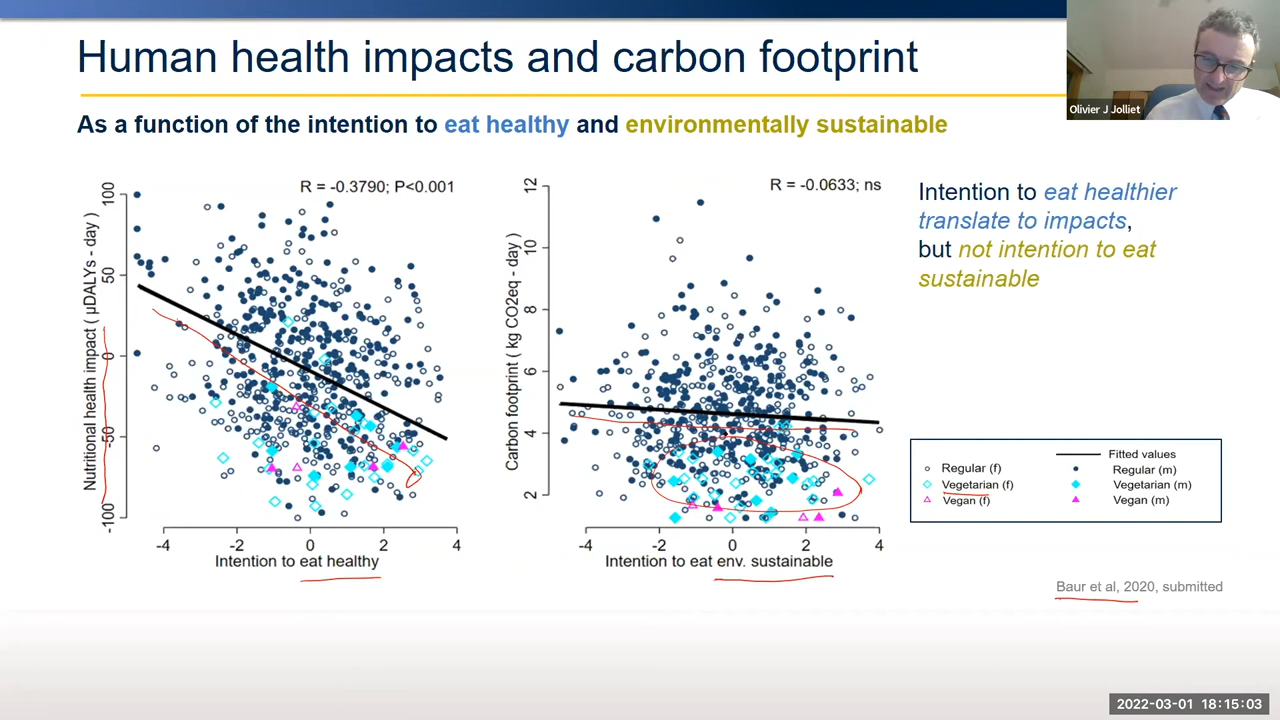 Human health impacts and carbon footprint
Olivier J Jolliet
As a function of the intention to eat healthy and environmentally sustainable
R = -0.3790; P<0.001
Nutritional health impact ( µDALYs - day )
100
50
0
-50
-100
-4 -2 0 2 4
Intention to eat healthy
R = -0.0633; ns
Carbon footprint ( kg CO2eq - day )
12
10
8
6
4
2
-4 -2 0 2 4
Intention to eat env. sustainable
Intention to eat healthier
translate to impacts,
but not intention to eat
sustainable
Fitted values
Regular (f) Regular (m)
Vegetarian (f) Vegetarian (m)
Vegan (f) Vegan (m)
Baur et al, 2020, submitted
2022-03-01 18:15:03